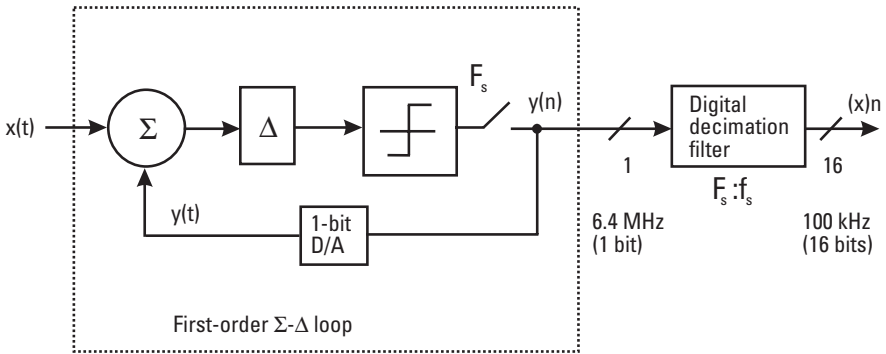 x(t)
Σ
Δ
F_s
y(n)
1
Digital
decimation
filter
(x)n
16
F_s :f_s
y(t)
1-bit
D/A
6.4 MHz
(1 bit)
100 kHz
(16 bits)
First-order Σ-Δ loop